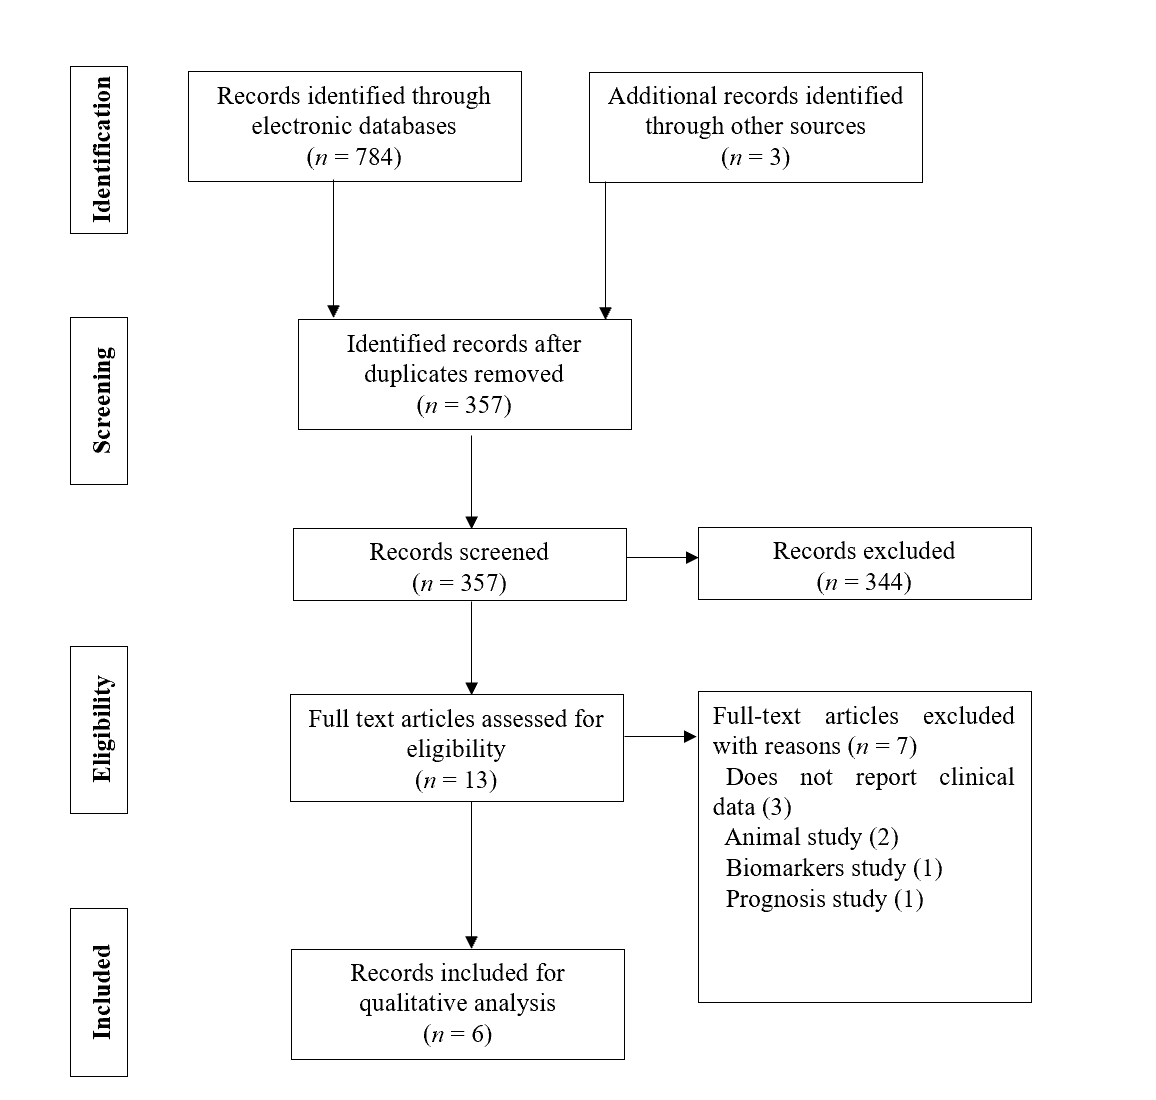 Identification
Records identified through
electronic databases
(n = 784)
Additional records identified
through other sources
(n = 3)
Screening
Identified records after
duplicates removed
(n = 357)
Records screened
(n = 357)
Records excluded
(n = 344)
Eligibility
Full text articles assessed for
eligibility
(n = 13)
Full-text articles excluded
with reasons (n = 7)
Does not report clinical
data (3)
Animal study (2)
Biomarkers study (1)
Prognosis study (1)
Included
Records included for
qualitative analysis
(n = 6)